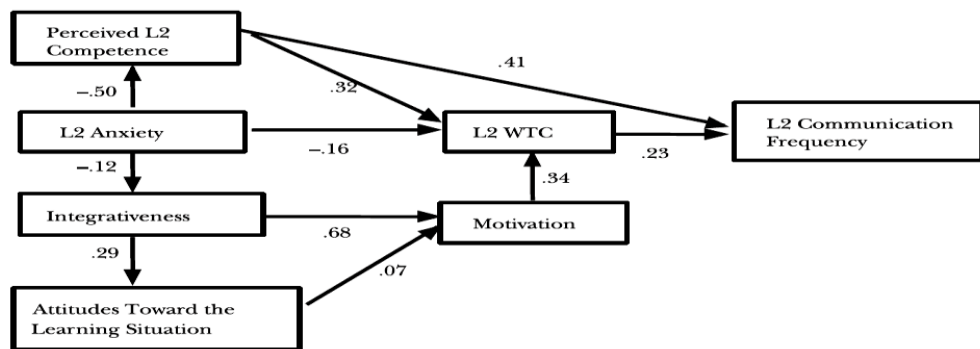 Perceived L2
Competence
.41
.32
–.50
L2 Anxiety
L2 WTC
L2 Communication
Frequency
–.16
.23
–.12
.34
Integrativeness
Motivation
.68
.29
.07
Attitudes Toward the
Learning Situation